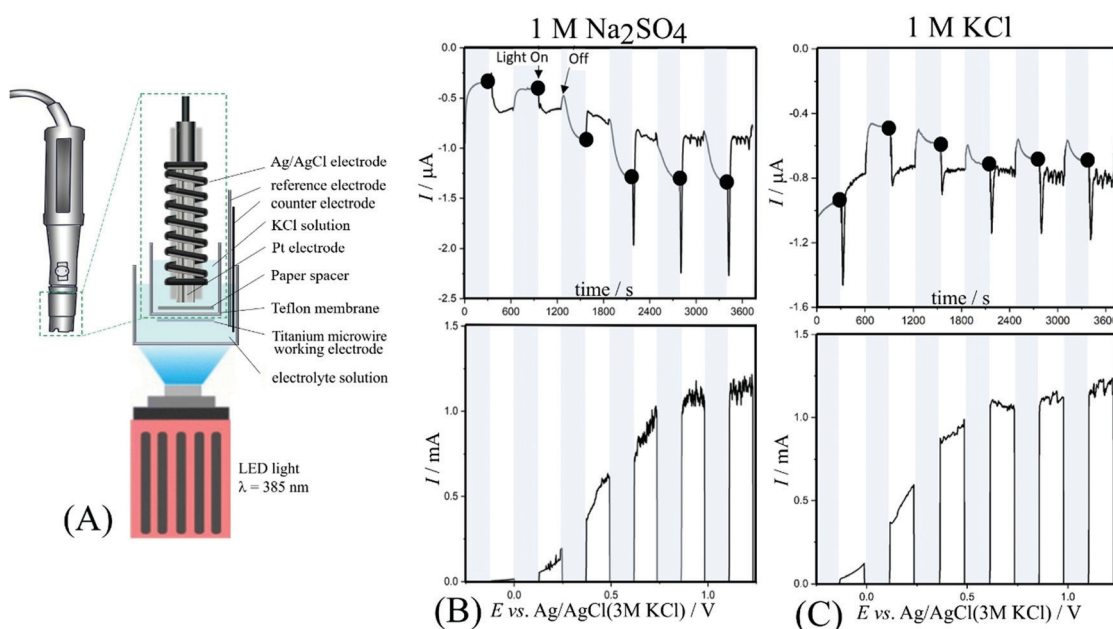 Ag/AgCl electrode
reference electrode
counter electrode
KCl solution
Pt electrode
Paper spacer
Teflon membrane
Titanium microwire
working electrode
electrolyte solution
LED light
λ = 385 nm
(A)
1 M Na₂SO₄
Light On
Off
0.0
-0.5
-1.0
-1.5
-2.0
-2.5
I / µA
0 600 1200 1800 2400 3000 3600
time / s
1.5
1.0
0.5
0.0
I / mA
0.0 0.5 1.0
(B)
E vs. Ag/AgCl(3M KCl) / V
1 M KCl
0.0
-0.4
-0.8
-1.2
-1.6
I / µA
time / s
0 600 1200 1800 2400 3000 3600
1.5
1.0
0.5
0.0
I / mA
0.0 0.5 1.0
(C)
E vs. Ag/AgCl(3M KCl) / V